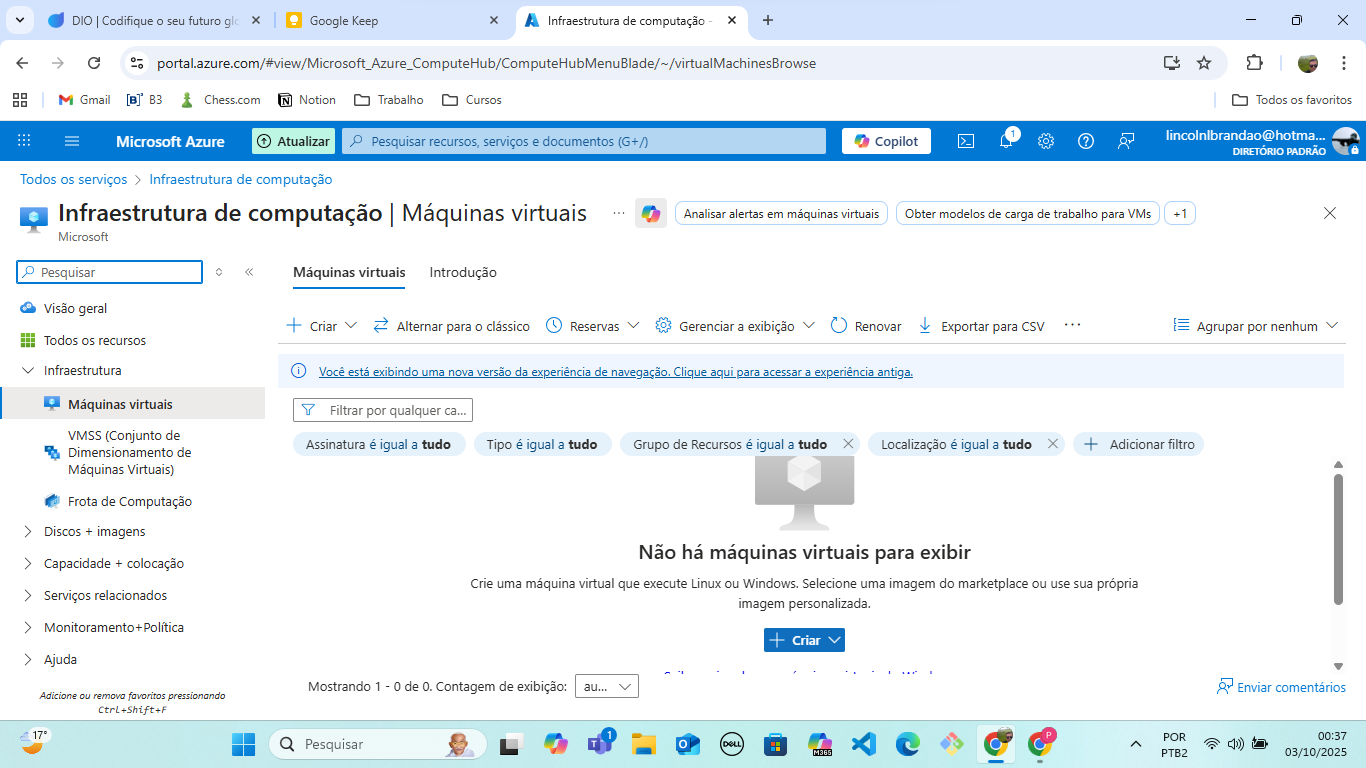 DIO | Codifique o seu futuro glo
Google Keep
Infraestrutura de computação -
portal.azure.com/#view/Microsoft_Azure_ComputeHub/ComputeHubMenuBlade/~/virtualMachinesBrowse
Gmail
B3
Chess.com
Notion
Trabalho
Cursos
Todos os favoritos
Microsoft Azure
Atualizar
Pesquisar recursos, serviços e documentos (G+/)
Copilot
1
lincolnlbrandao@hotma...
DIRETÓRIO PADRÃO
Todos os serviços > Infraestrutura de computação
Infraestrutura de computação | Máquinas virtuais
Microsoft
Analisar alertas em máquinas virtuais
Obter modelos de carga de trabalho para VMs
+1
Pesquisar
Visão geral
Todos os recursos
Infraestrutura
Máquinas virtuais
VMSS (Conjunto de
Dimensionamento de
Máquinas Virtuais)
Frota de Computação
Discos + imagens
Capacidade + colocação
Serviços relacionados
Monitoramento+Política
Ajuda
Adicione ou remova favoritos pressionando
Ctrl+Shift+F
Máquinas virtuais
Introdução
Criar
Alternar para o clássico
Reservas
Gerenciar a exibição
Renovar
Exportar para CSV
Agrupar por nenhum
Você está exibindo uma nova versão da experiência de navegação. Clique aqui para acessar a experiência antiga.
Filtrar por qualquer ca...
Assinatura é igual a tudo
Tipo é igual a tudo
Grupo de Recursos é igual a tudo
Localização é igual a tudo
Adicionar filtro
Não há máquinas virtuais para exibir
Crie uma máquina virtual que execute Linux ou Windows. Selecione uma imagem do marketplace ou use sua própria
imagem personalizada.
Criar
Mostrando 1 - 0 de 0. Contagem de exibição:
au...
Enviar comentários
17°
Pesquisar
1
DELL
M365
P
POR
PTB2
00:37
03/10/2025